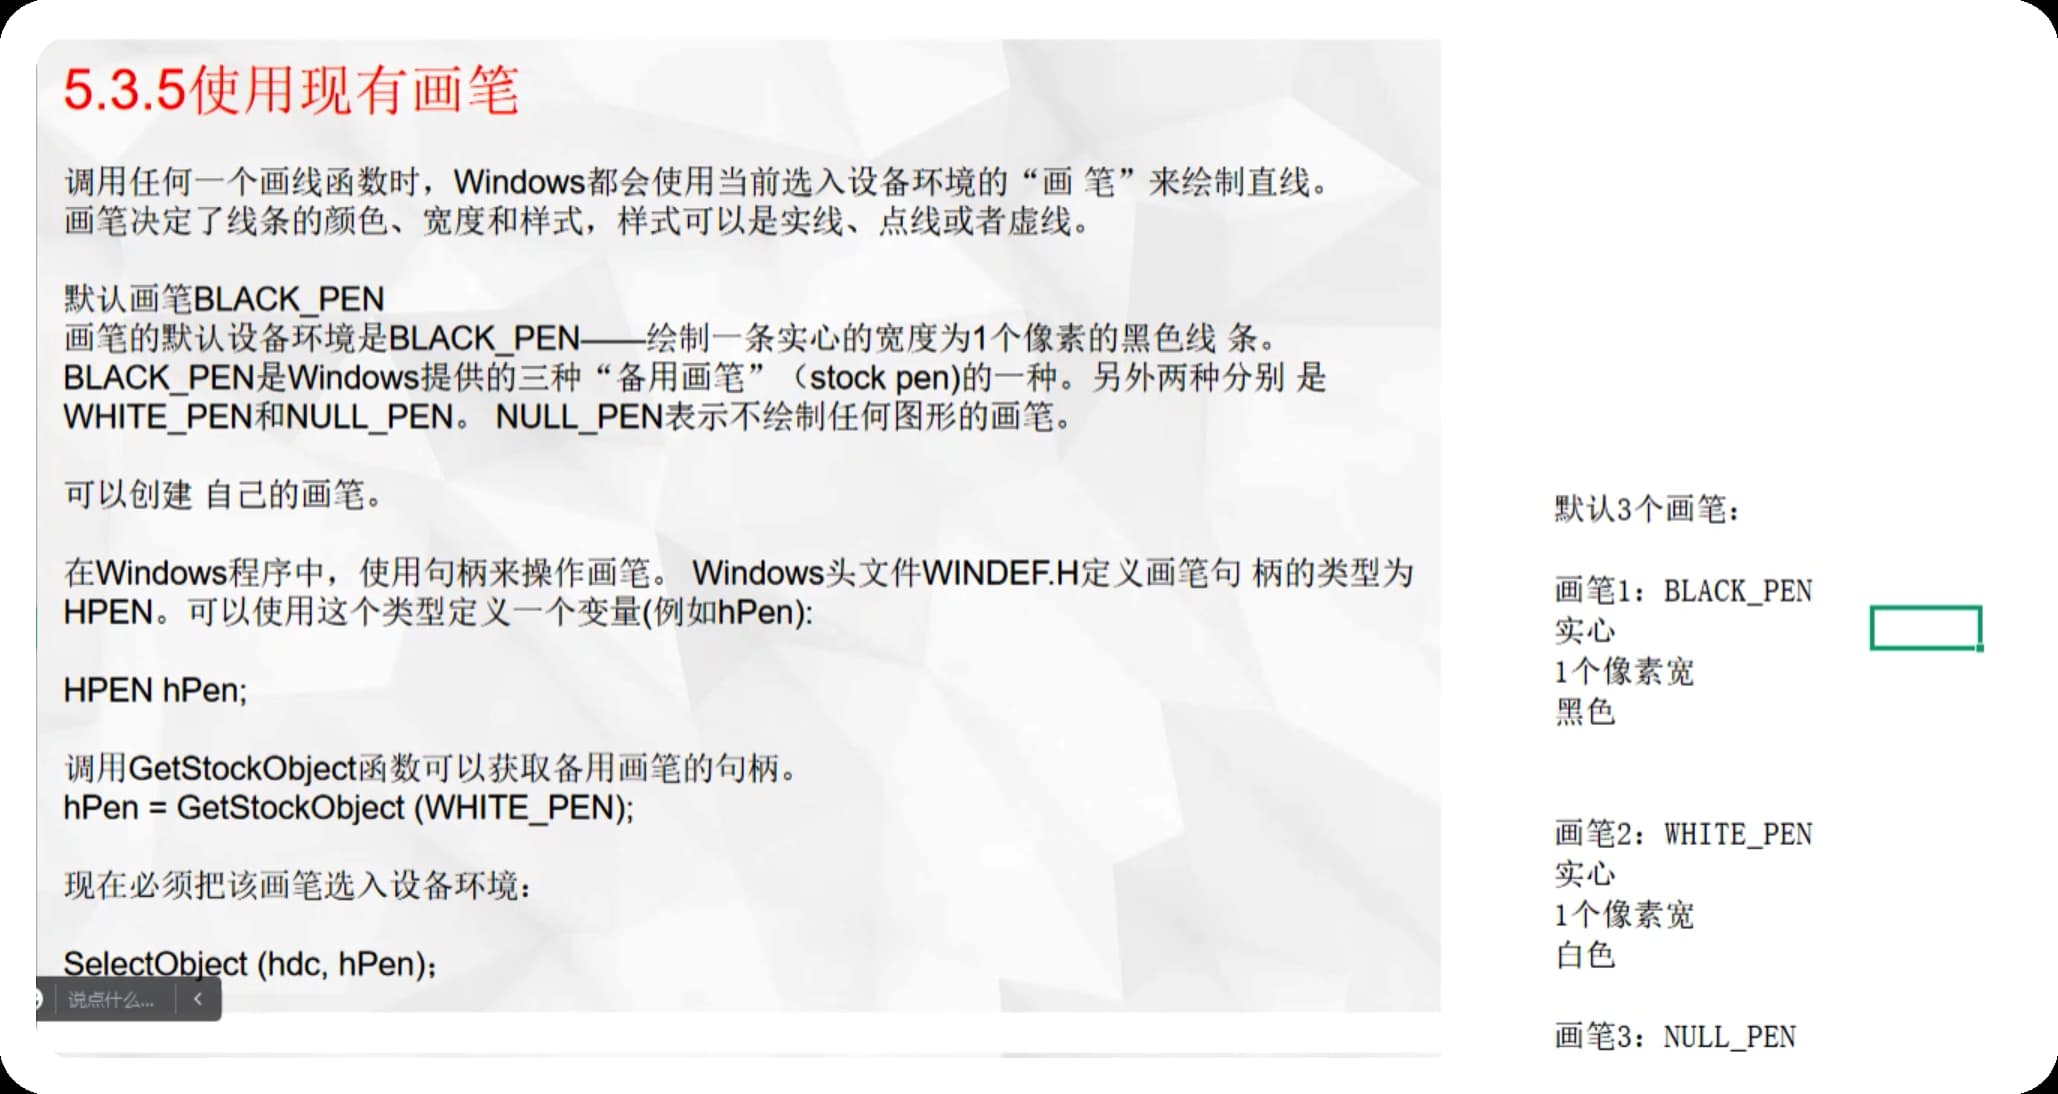 5.3.5使用现有画笔
调用任何一个画线函数时，Windows都会使用当前选入设备环境的“画 笔”来绘制直线。
画笔决定了线条的颜色、宽度和样式，样式可以是实线、点线或者虚线。
默认画笔BLACK_PEN
画笔的默认设备环境是BLACK_PEN——绘制一条实心的宽度为1个像素的黑色线 条。
BLACK_PEN是Windows提供的三种“备用画笔”（stock pen)的一种。另外两种分别 是
WHITE_PEN和NULL_PEN。 NULL_PEN表示不绘制任何图形的画笔。
可以创建 自己的画笔。
在Windows程序中，使用句柄来操作画笔。 Windows头文件WINDEF.H定义画笔句 柄的类型为
HPEN。可以使用这个类型定义一个变量(例如hPen):
HPEN hPen;
调用GetStockObject函数可以获取备用画笔的句柄。
hPen = GetStockObject (WHITE_PEN);
现在必须把该画笔选入设备环境：
SelectObject (hdc, hPen)；
说点什么...
默认3个画笔：
画笔1：BLACK_PEN
实心
1个像素宽
黑色
画笔2：WHITE_PEN
实心
1个像素宽
白色
画笔3：NULL_PEN